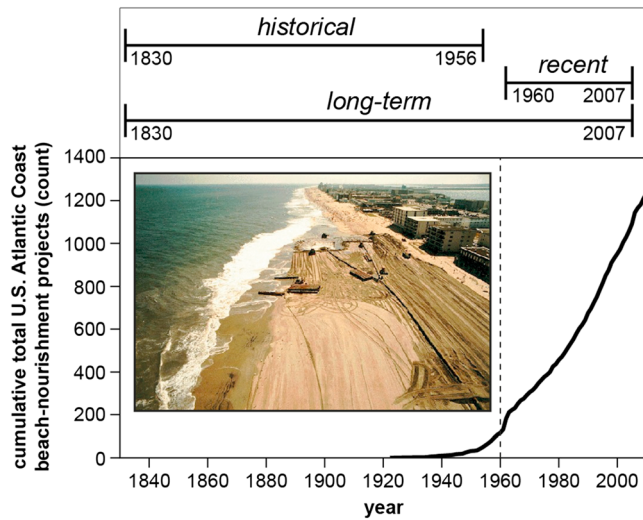 historical
1830 1956
recent
1960 2007
long-term
1830 2007
cumulative total U.S. Atlantic Coast
beach-nourishment projects (count)
1400
1200
1000
800
600
400
200
0
1840 1860 1880 1900 1920 1940 1960 1980 2000
year